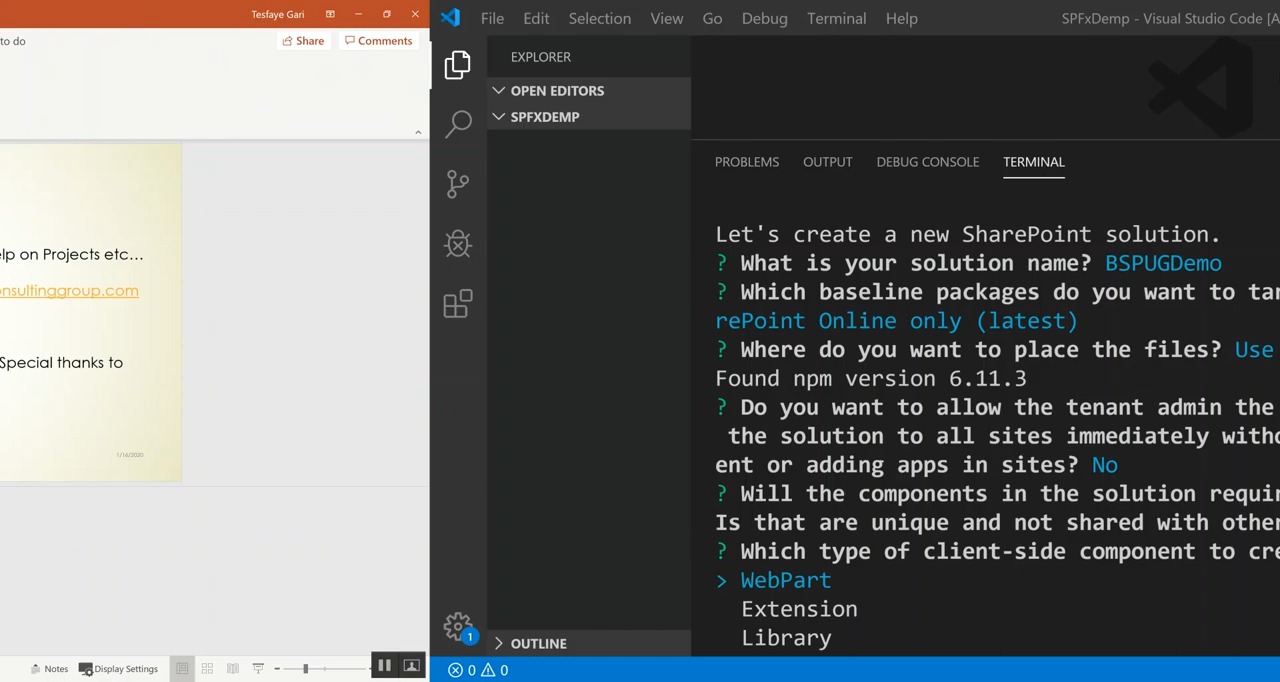 Tesfaye Gari
to do
Share
Comments
elp on Projects etc…
onsultinggroup.com
Special thanks to
1/16/2020
Notes
Display Settings
File Edit Selection View Go Debug Terminal Help
SPFxDemp - Visual Studio Code [A
EXPLORER
OPEN EDITORS
SPFXDEMP
OUTLINE
1
PROBLEMS OUTPUT DEBUG CONSOLE TERMINAL
Let's create a new SharePoint solution.
? What is your solution name? BSPUGDemo
? Which baseline packages do you want to tar
rePoint Online only (latest)
? Where do you want to place the files? Use
Found npm version 6.11.3
? Do you want to allow the tenant admin the
the solution to all sites immediately witho
ent or adding apps in sites? No
? Will the components in the solution requir
Is that are unique and not shared with other
? Which type of client-side component to cre
> WebPart
Extension
Library
0 0